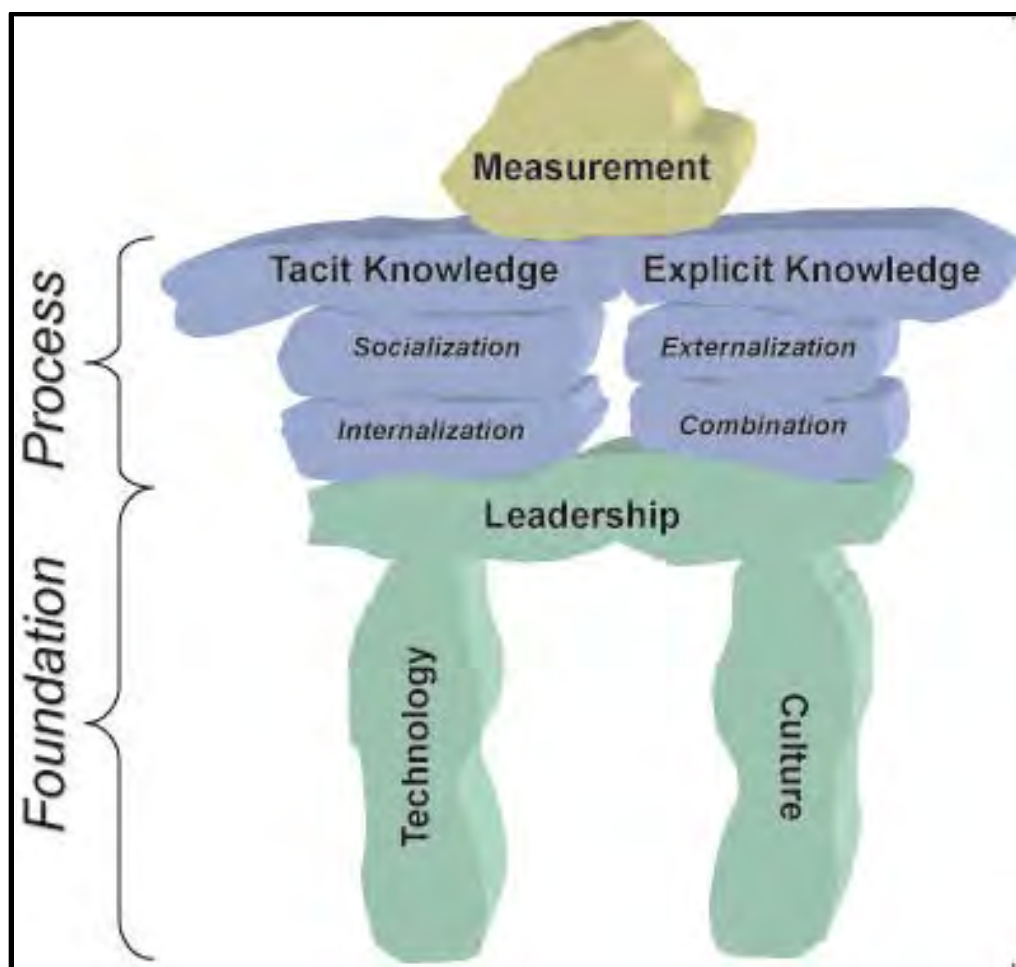 Measurement
Process
Tacit Knowledge
Explicit Knowledge
Socialization
Externalization
Internalization
Combination
Foundation
Leadership
Technology
Culture